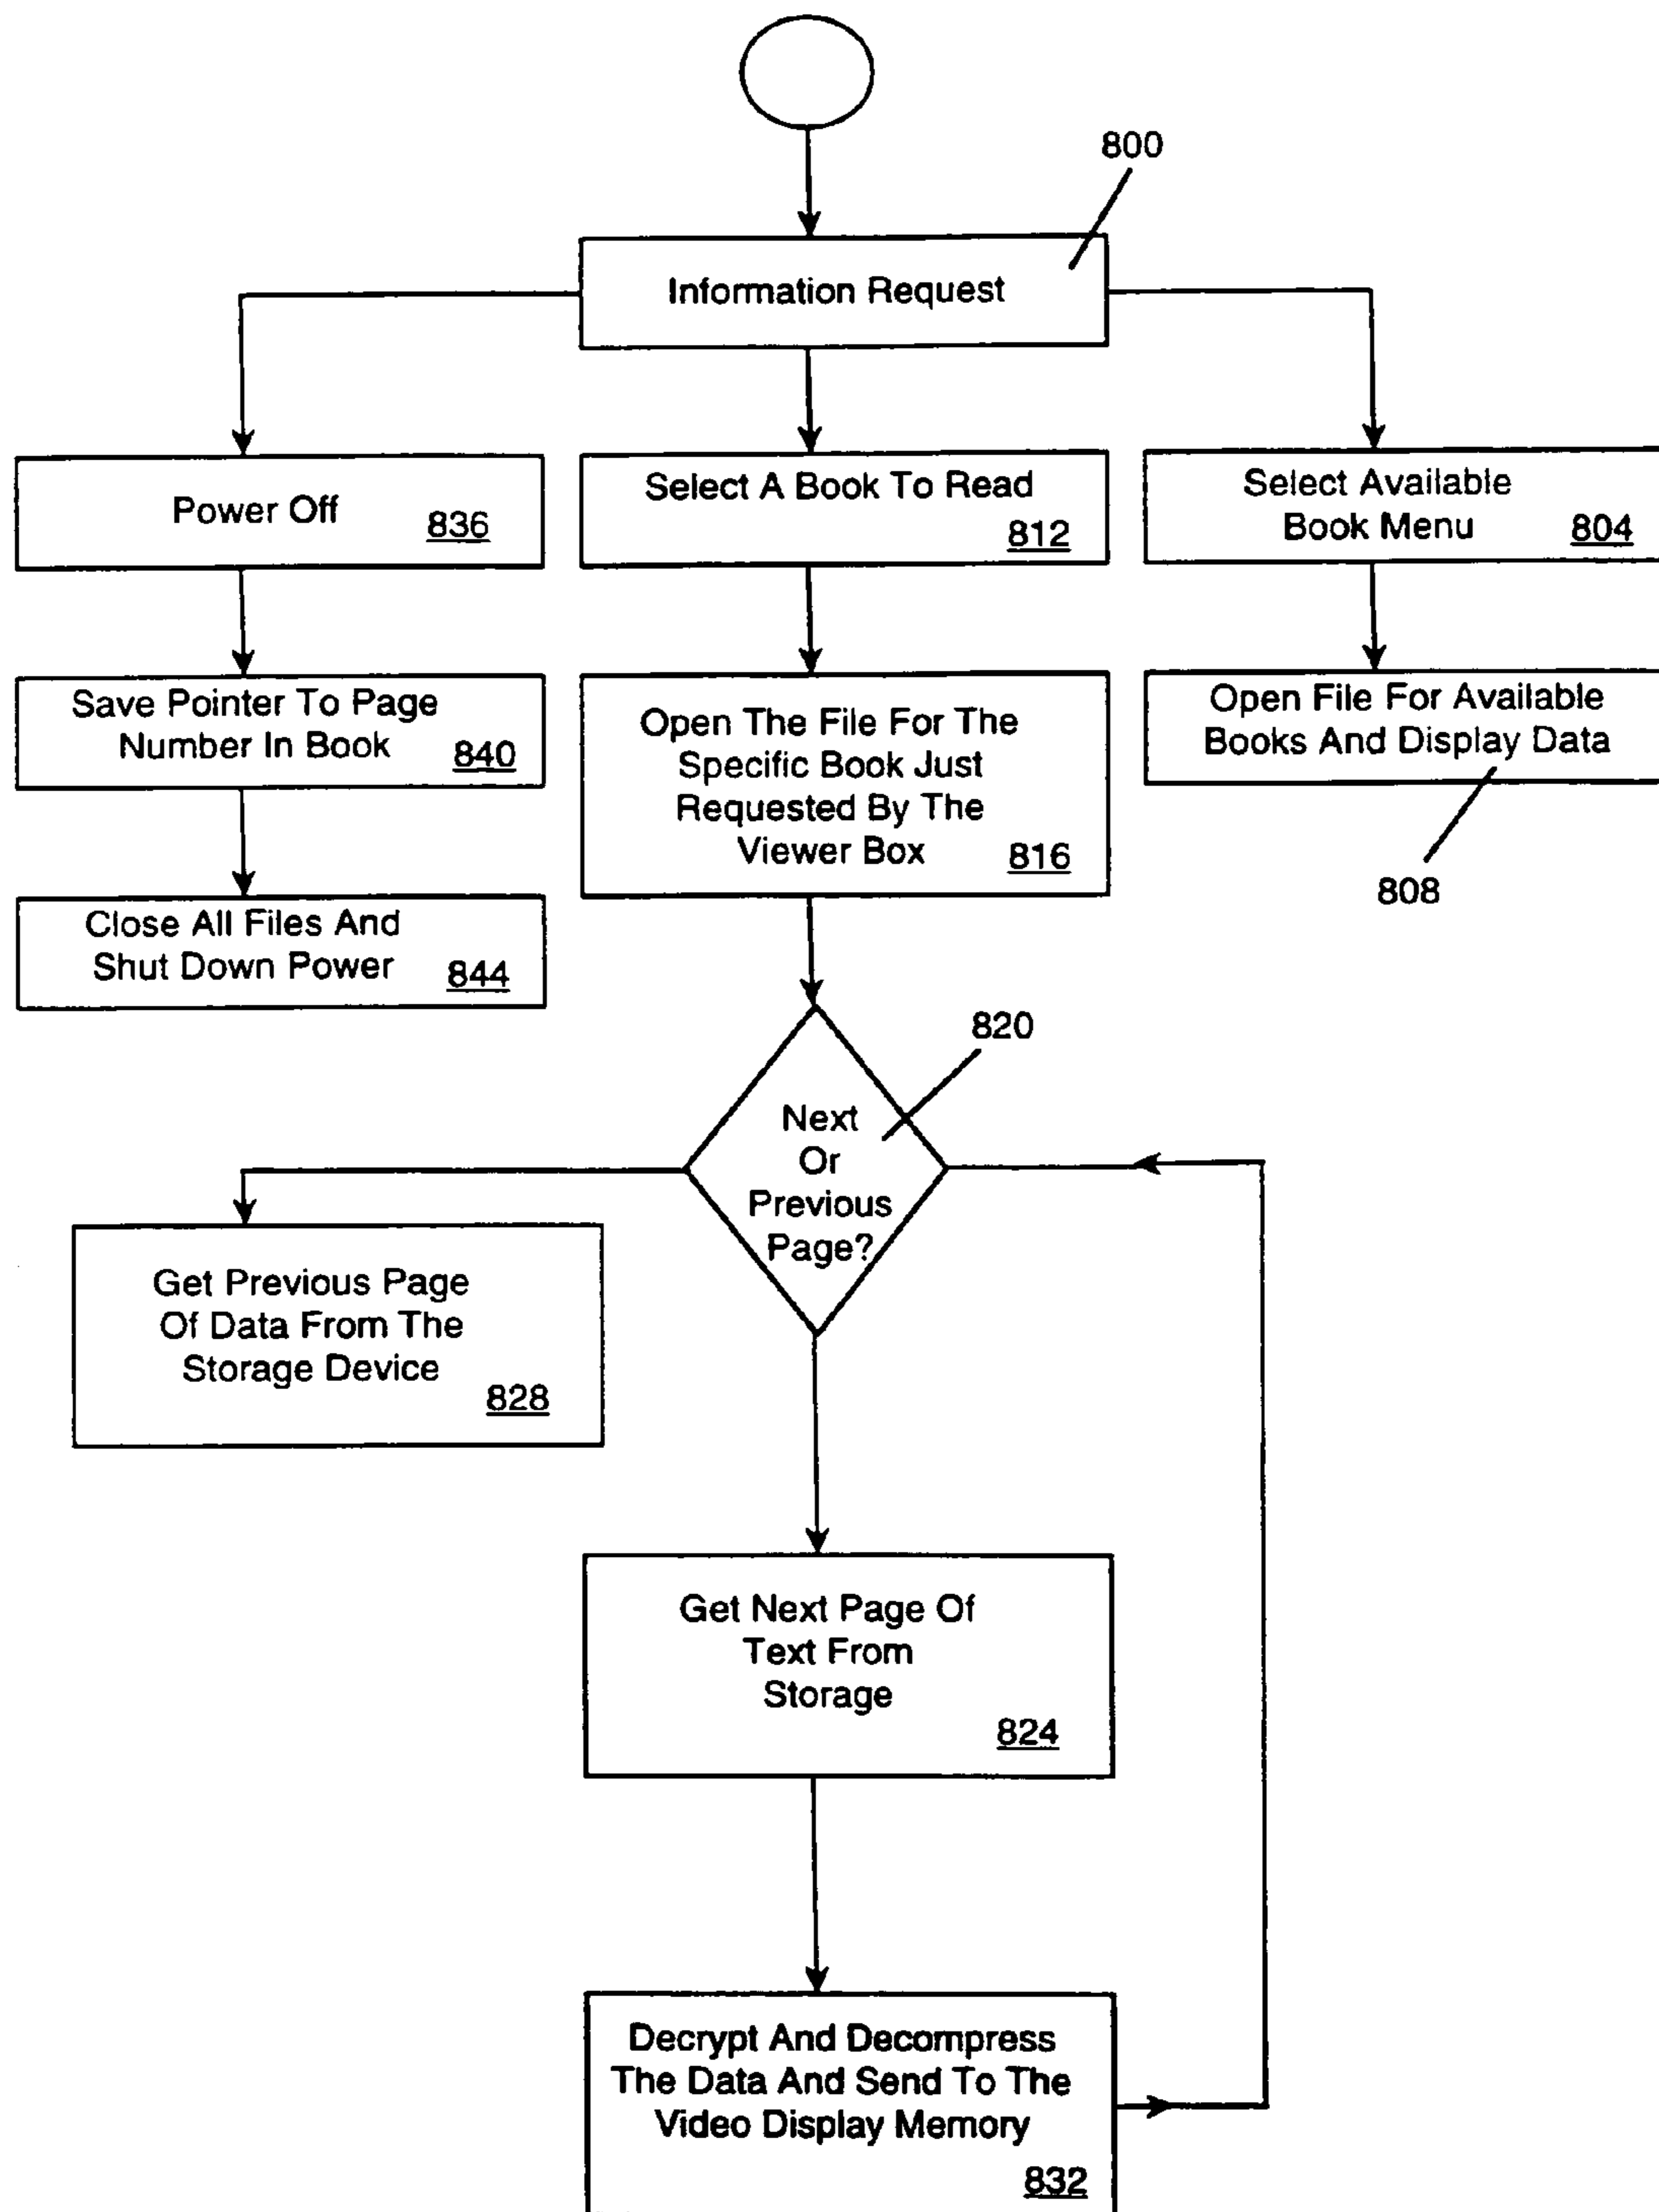 800
Information Request
Power Off
836
Select A Book To Read
812
Select Available
Book Menu
804
Save Pointer To Page
Number In Book
840
Open The File For The
Specific Book Just
Requested By The
Viewer Box
816
Open File For Available
Books And Display Data
808
Close All Files And
Shut Down Power
844
820
Next
Or
Previous
Page?
Get Previous Page
Of Data From The
Storage Device
828
Get Next Page Of
Text From
Storage
824
Decrypt And Decompress
The Data And Send To The
Video Display Memory
832